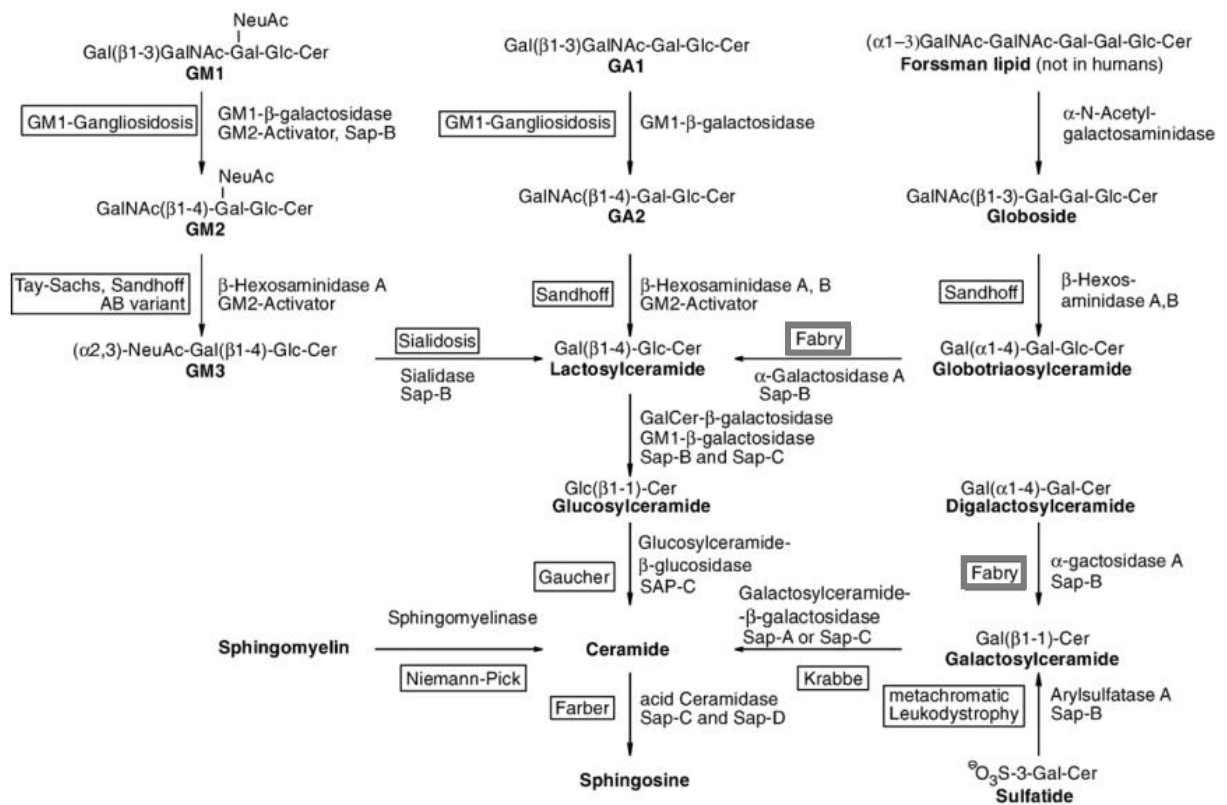 NeuAc
Gal(β1-3)GalNAc-Gal-Glc-Cer
GM1
Gal(β1-3)GalNAc-Gal-Glc-Cer
GA1
(α1–3)GalNAc-GalNAc-Gal-Gal-Glc-Cer
Forssman lipid (not in humans)
GM1-Gangliosidosis
GM1-β-galactosidase
GM2-Activator, Sap-B
GM1-Gangliosidosis
GM1-β-galactosidase
α-N-Acetyl-
galactosaminidase
NeuAc
GalNAc(β1-4)-Gal-Glc-Cer
GM2
GalNAc(β1-4)-Gal-Glc-Cer
GA2
GalNAc(β1-3)-Gal-Gal-Glc-Cer
Globoside
Tay-Sachs, Sandhoff
AB variant
β-Hexosaminidase A
GM2-Activator
Sandhoff
β-Hexosaminidase A, B
GM2-Activator
Sandhoff
β-Hexos-
aminidase A,B
(α2,3)-NeuAc-Gal(β1-4)-Glc-Cer
GM3
Sialidosis
Sialidase
Sap-B
Gal(β1-4)-Glc-Cer
Lactosylceramide
Fabry
α-Galactosidase A
Sap-B
Gal(α1-4)-Gal-Glc-Cer
Globotriaosylceramide
GalCer-β-galactosidase
GM1-β-galactosidase
Sap-B and Sap-C
Glc(β1-1)-Cer
Glucosylceramide
Gal(α1-4)-Gal-Cer
Digalactosylceramide
Gaucher
Glucosylceramide-
β-glucosidase
SAP-C
Fabry
α-gactosidase A
Sap-B
Sphingomyelin
Sphingomyelinase
Niemann-Pick
Ceramide
Galactosylceramide-
-β-galactosidase
Sap-A or Sap-C
Krabbe
Gal(β1-1)-Cer
Galactosylceramide
Farber
acid Ceramidase
Sap-C and Sap-D
metachromatic
Leukodystrophy
Arylsulfatase A
Sap-B
Sphingosine
⊖O3S-3-Gal-Cer
Sulfatide